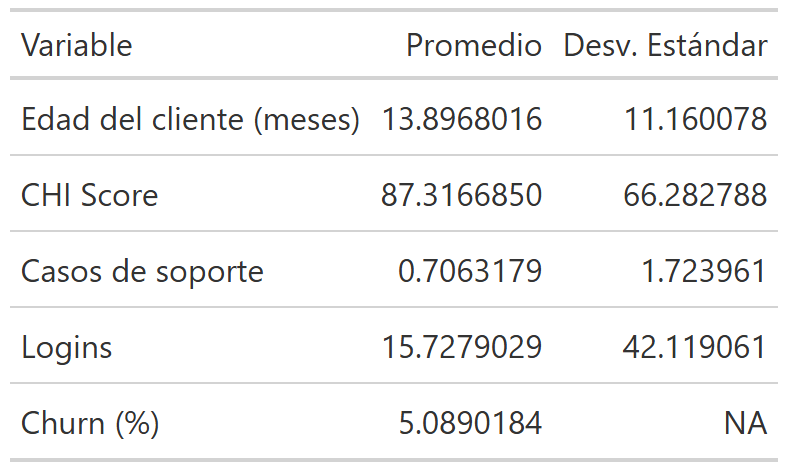 Variable Promedio Desv. Estándar
Edad del cliente (meses) 13.8968016 11.160078
CHI Score 87.3166850 66.282788
Casos de soporte 0.7063179 1.723961
Logins 15.7279029 42.119061
Churn (%) 5.0890184 NA